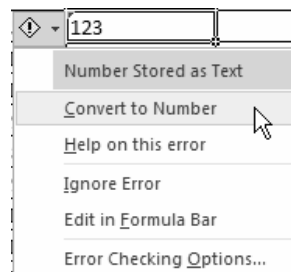 123
Number Stored as Text
Convert to Number
Help on this error
Ignore Error
Edit in Formula Bar
Error Checking Options...